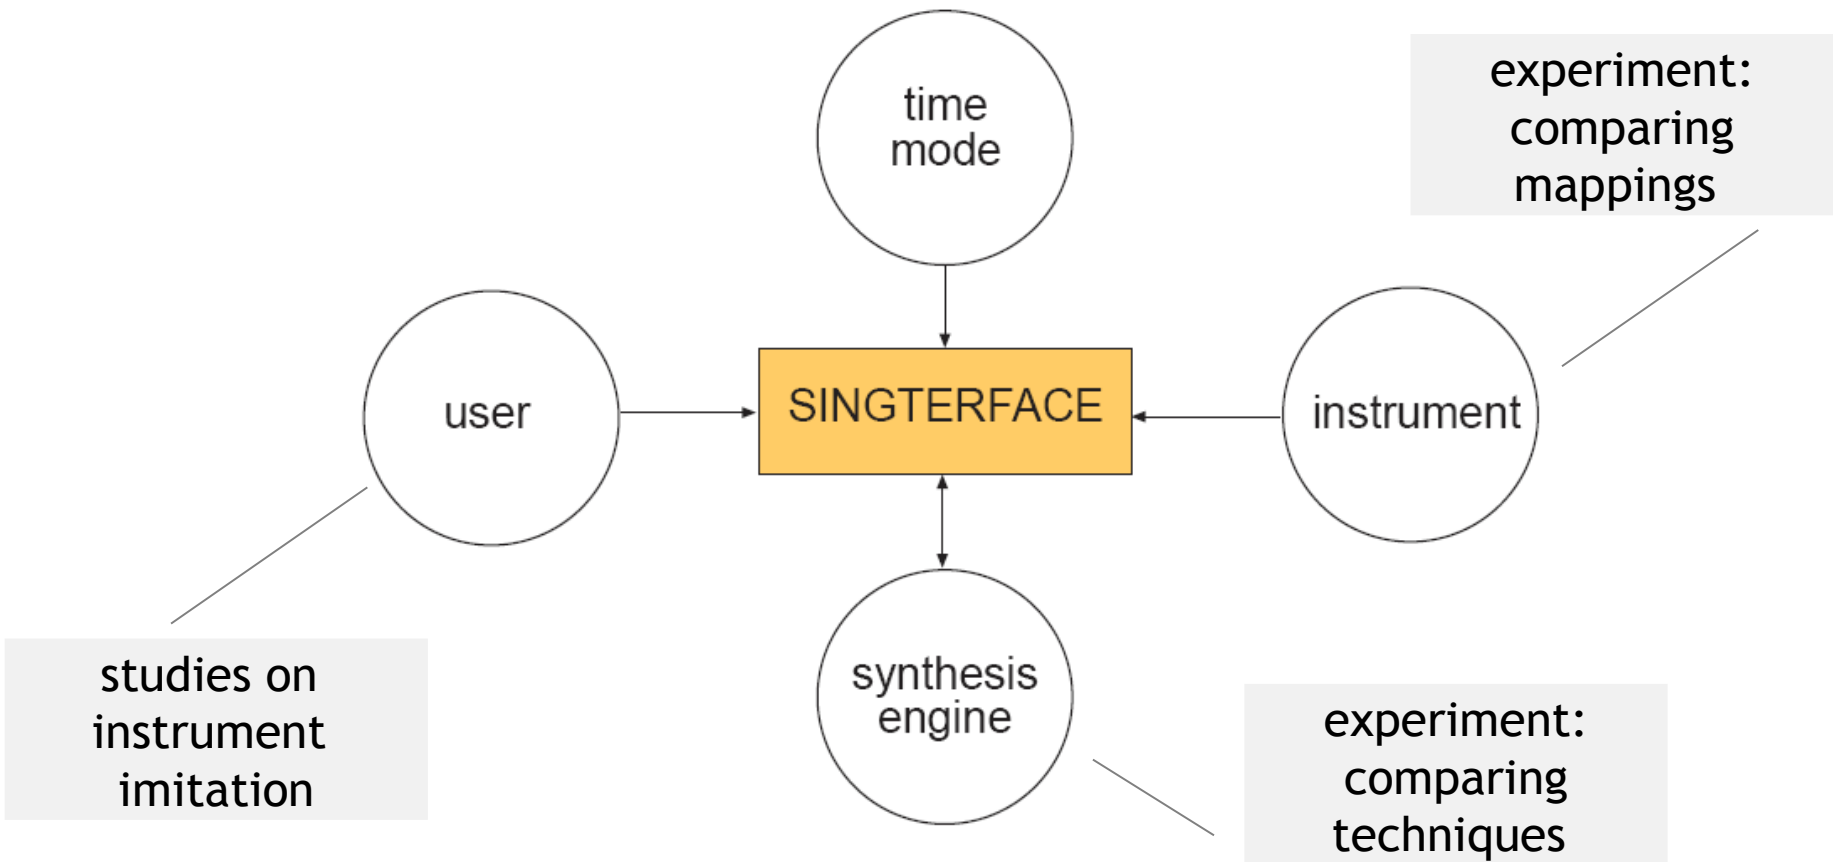 time
mode
experiment:
comparing
mappings
user
SINGTERFACE
instrument
studies on
instrument
imitation
synthesis
engine
experiment:
comparing
techniques